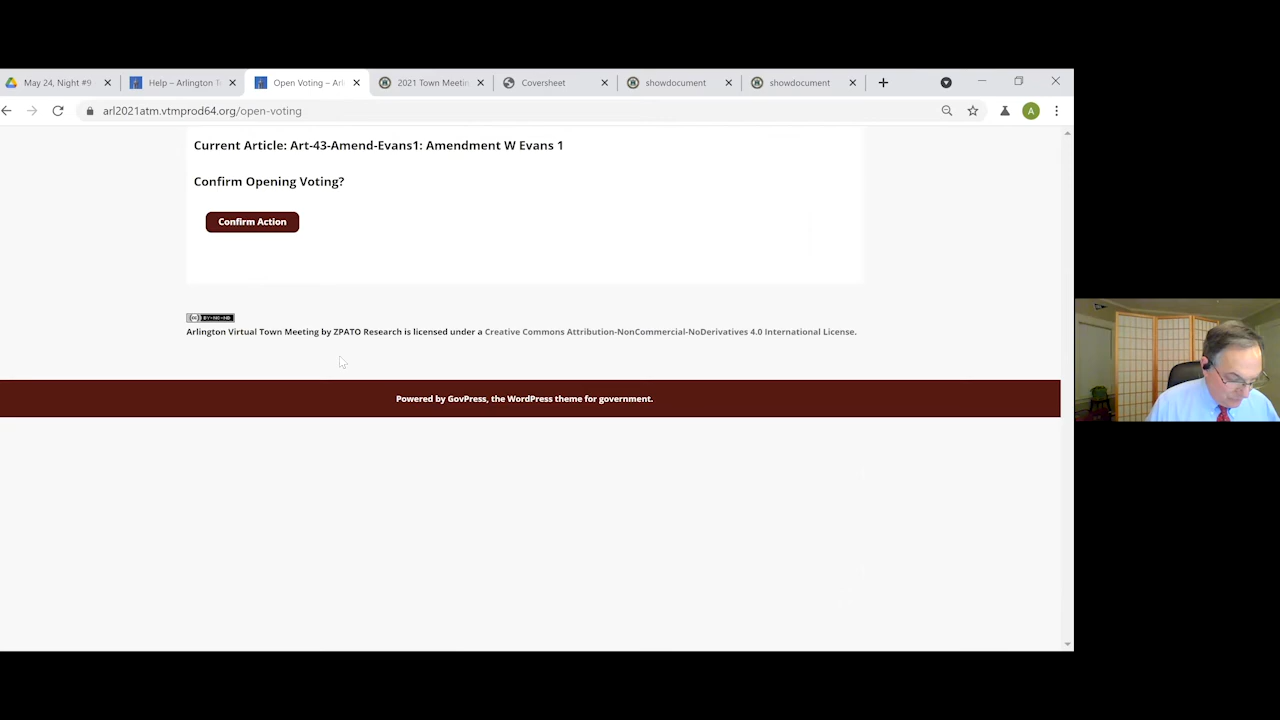 May 24, Night #9
Help – Arlington T
Open Voting – Arl
2021 Town Meetin
Coversheet
showdocument
showdocument
arl2021atm.vtmprod64.org/open-voting
A
Current Article: Art-43-Amend-Evans1: Amendment W Evans 1
Confirm Opening Voting?
Confirm Action
BY-NC-ND
Arlington Virtual Town Meeting by ZPATO Research is licensed under a Creative Commons Attribution-NonCommercial-NoDerivatives 4.0 International License.
Powered by GovPress, the WordPress theme for government.